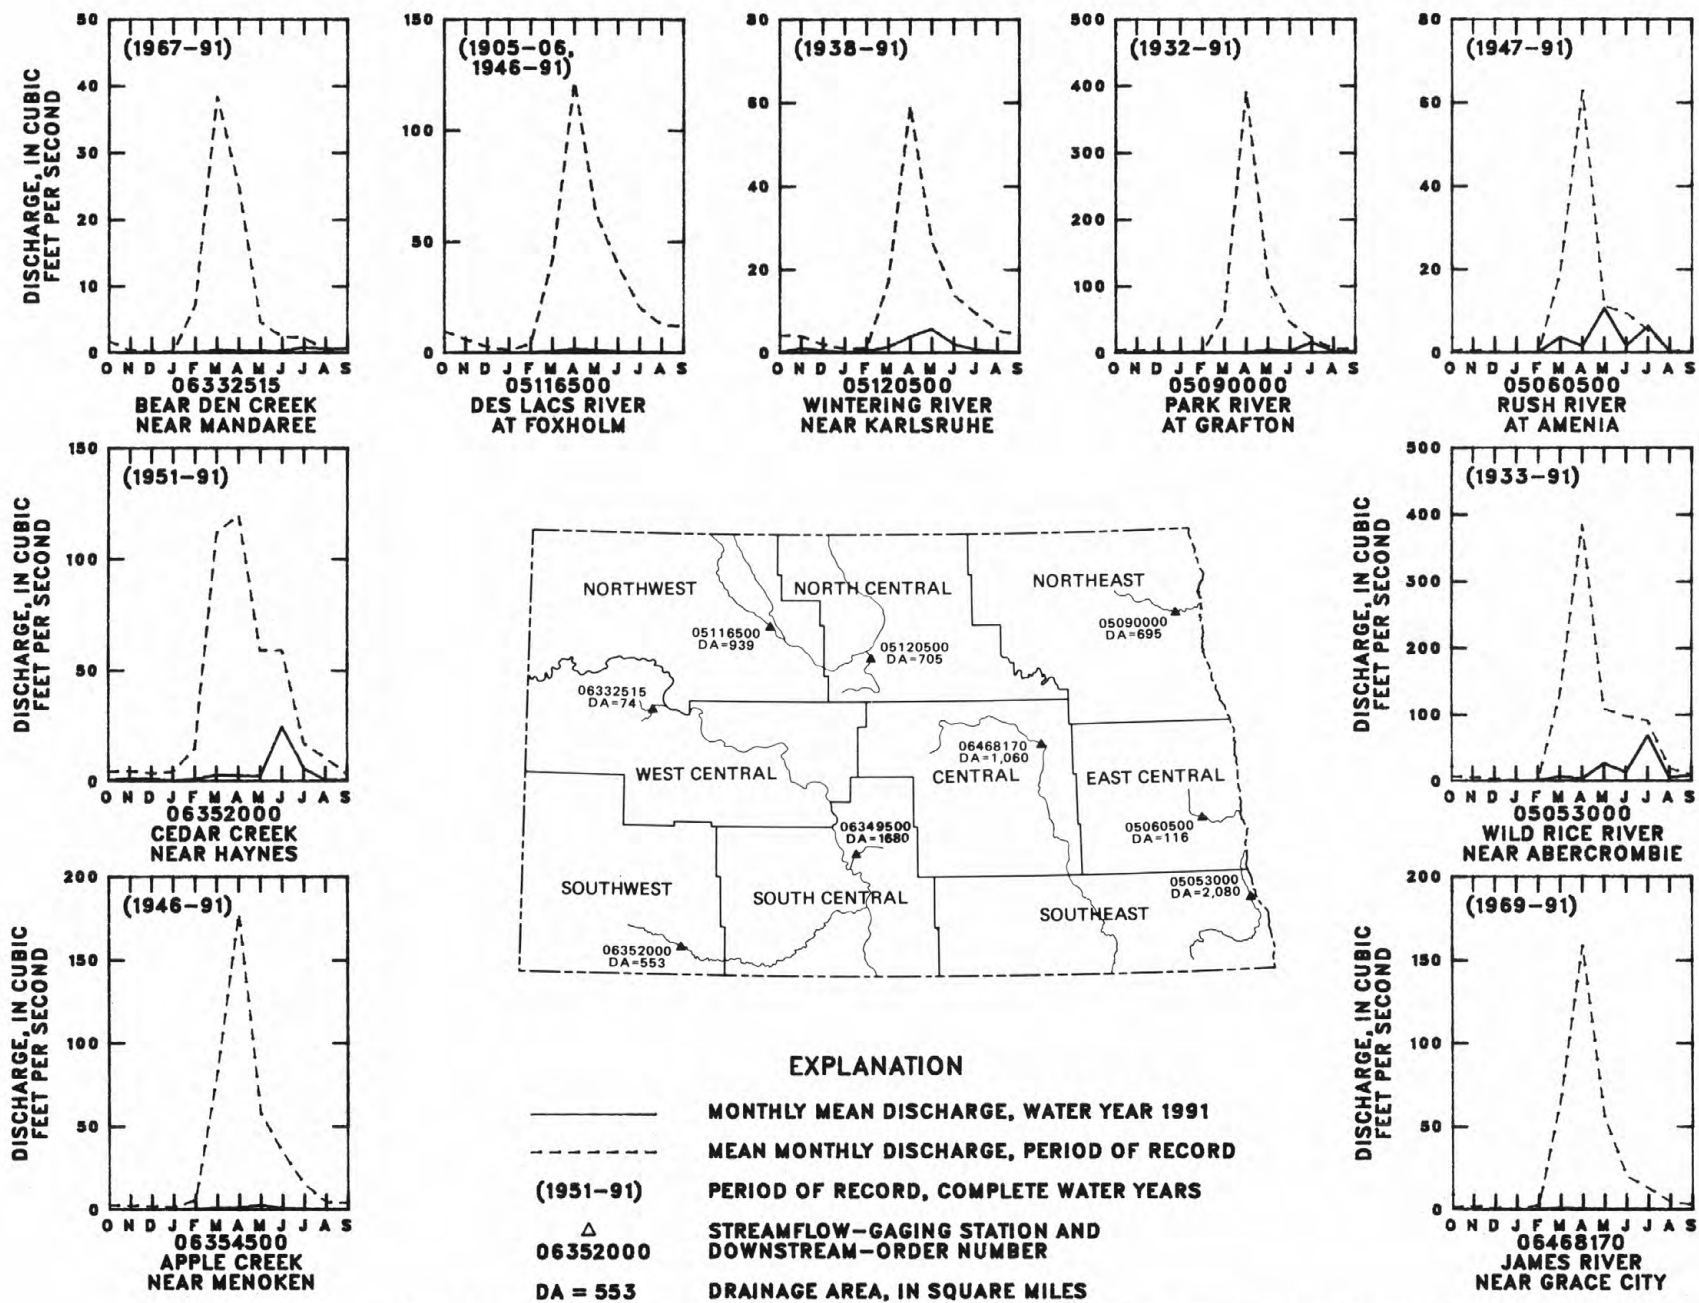 (1967-91)
50
40
30
20
10
0
DISCHARGE, IN CUBIC
FEET PER SECOND
O N D J F M A M J J A S
06332515
BEAR DEN CREEK
NEAR MANDAREE
(1905-06,
1946-91)
150
100
50
0
O N D J F M A M J J A S
05116500
DES LACS RIVER
AT FOXHOLM
(1938-91)
80
60
40
20
0
O N D J F M A M J J A S
05120500
WINTERING RIVER
NEAR KARLSRUHE
(1932-91)
500
400
300
200
100
0
O N D J F M A M J J A S
05090000
PARK RIVER
AT GRAFTON
(1947-91)
80
60
40
20
0
O N D J F M A M J J A S
05060500
RUSH RIVER
AT AMENIA
(1951-91)
150
100
50
0
DISCHARGE, IN CUBIC
FEET PER SECOND
O N D J F M A M J J A S
06352000
CEDAR CREEK
NEAR HAYNES
NORTHWEST
NORTH CENTRAL
NORTHEAST
05116500
DA=939
05120500
DA=705
05090000
DA=695
06332515
DA=74
WEST CENTRAL
06468170
DA=1,060
CENTRAL
EAST CENTRAL
06349500
DA=1680
05060500
DA=116
SOUTHWEST
SOUTH CENTRAL
SOUTHEAST
05053000
DA=2,080
06352000
DA=553
(1933-91)
500
400
300
200
100
0
DISCHARGE, IN CUBIC
FEET PER SECOND
O N D J F M A M J J A S
05053000
WILD RICE RIVER
NEAR ABERCROMBIE
(1946-91)
200
150
100
50
0
DISCHARGE, IN CUBIC
FEET PER SECOND
O N D J F M A M J J A S
06354500
APPLE CREEK
NEAR MENOKEN
EXPLANATION
MONTHLY MEAN DISCHARGE, WATER YEAR 1991
MEAN MONTHLY DISCHARGE, PERIOD OF RECORD
(1951-91) PERIOD OF RECORD, COMPLETE WATER YEARS
STREAMFLOW-GAGING STATION AND
06352000 DOWNSTREAM-ORDER NUMBER
DA = 553 DRAINAGE AREA, IN SQUARE MILES
(1969-91)
200
150
100
50
0
DISCHARGE, IN CUBIC
FEET PER SECOND
O N D J F M A M J J A S
06468170
JAMES RIVER
NEAR GRACE CITY